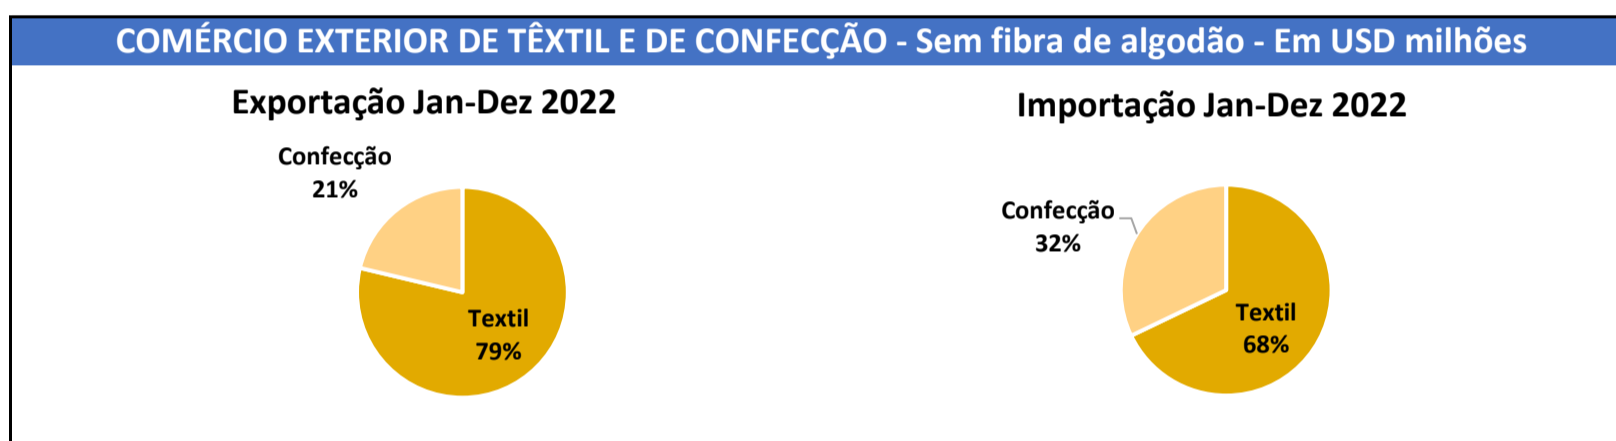 COMÉRCIO EXTERIOR DE TÊXTIL E DE CONFECÇÃO - Sem fibra de algodão - Em USD milhões
Exportação Jan-Dez 2022
Confecção
21%
Textil
79%
Importação Jan-Dez 2022
Confecção
32%
Textil
68%